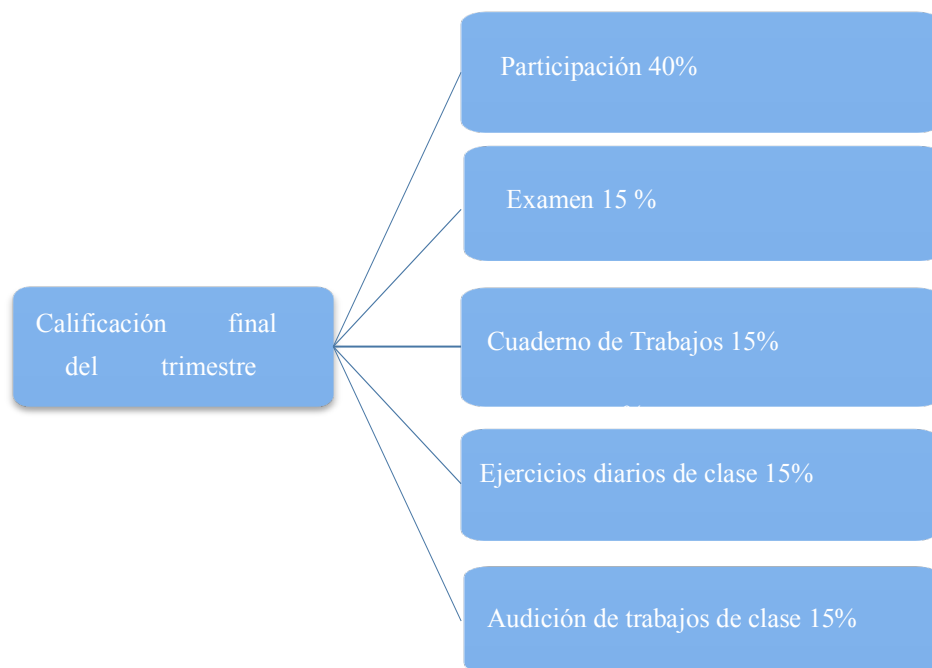 Participación 40%
Examen 15 %
Calificación final
del trimestre
Cuaderno de Trabajos 15%
Ejercicios diarios de clase 15%
Audición de trabajos de clase 15%